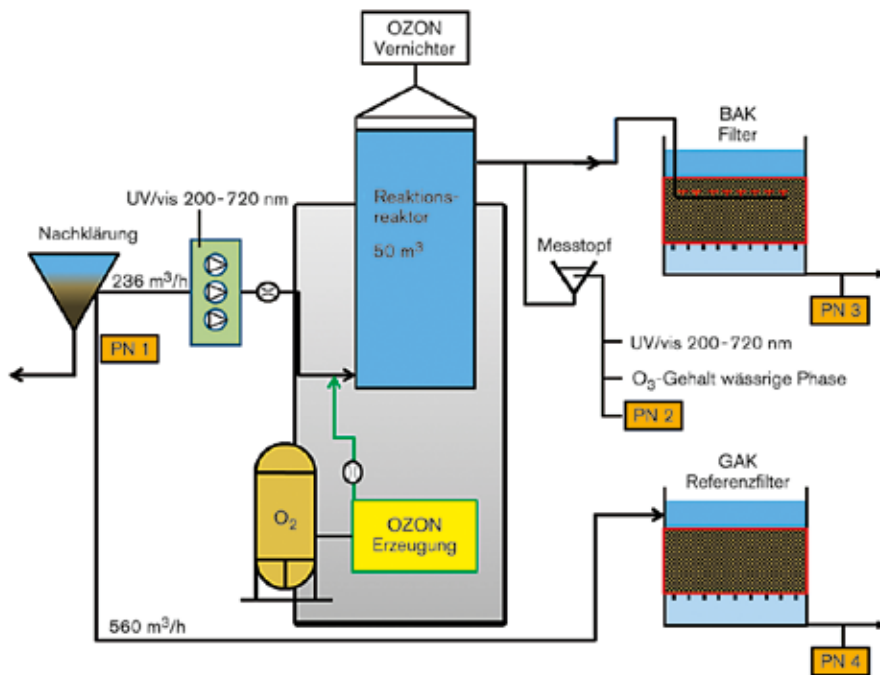 OZON
Vernichter
BAK
Filter
UV/vis 200-720 nm
Nachklärung
Reaktions-
reaktor
50 m³
Messtopf
236 m³/h
PN 1
PN 3
UV/vis 200-720 nm
O₃-Gehalt wässrige Phase
PN 2
GAK
Referenzfilter
O₂
OZON
Erzeugung
560 m³/h
PN 4